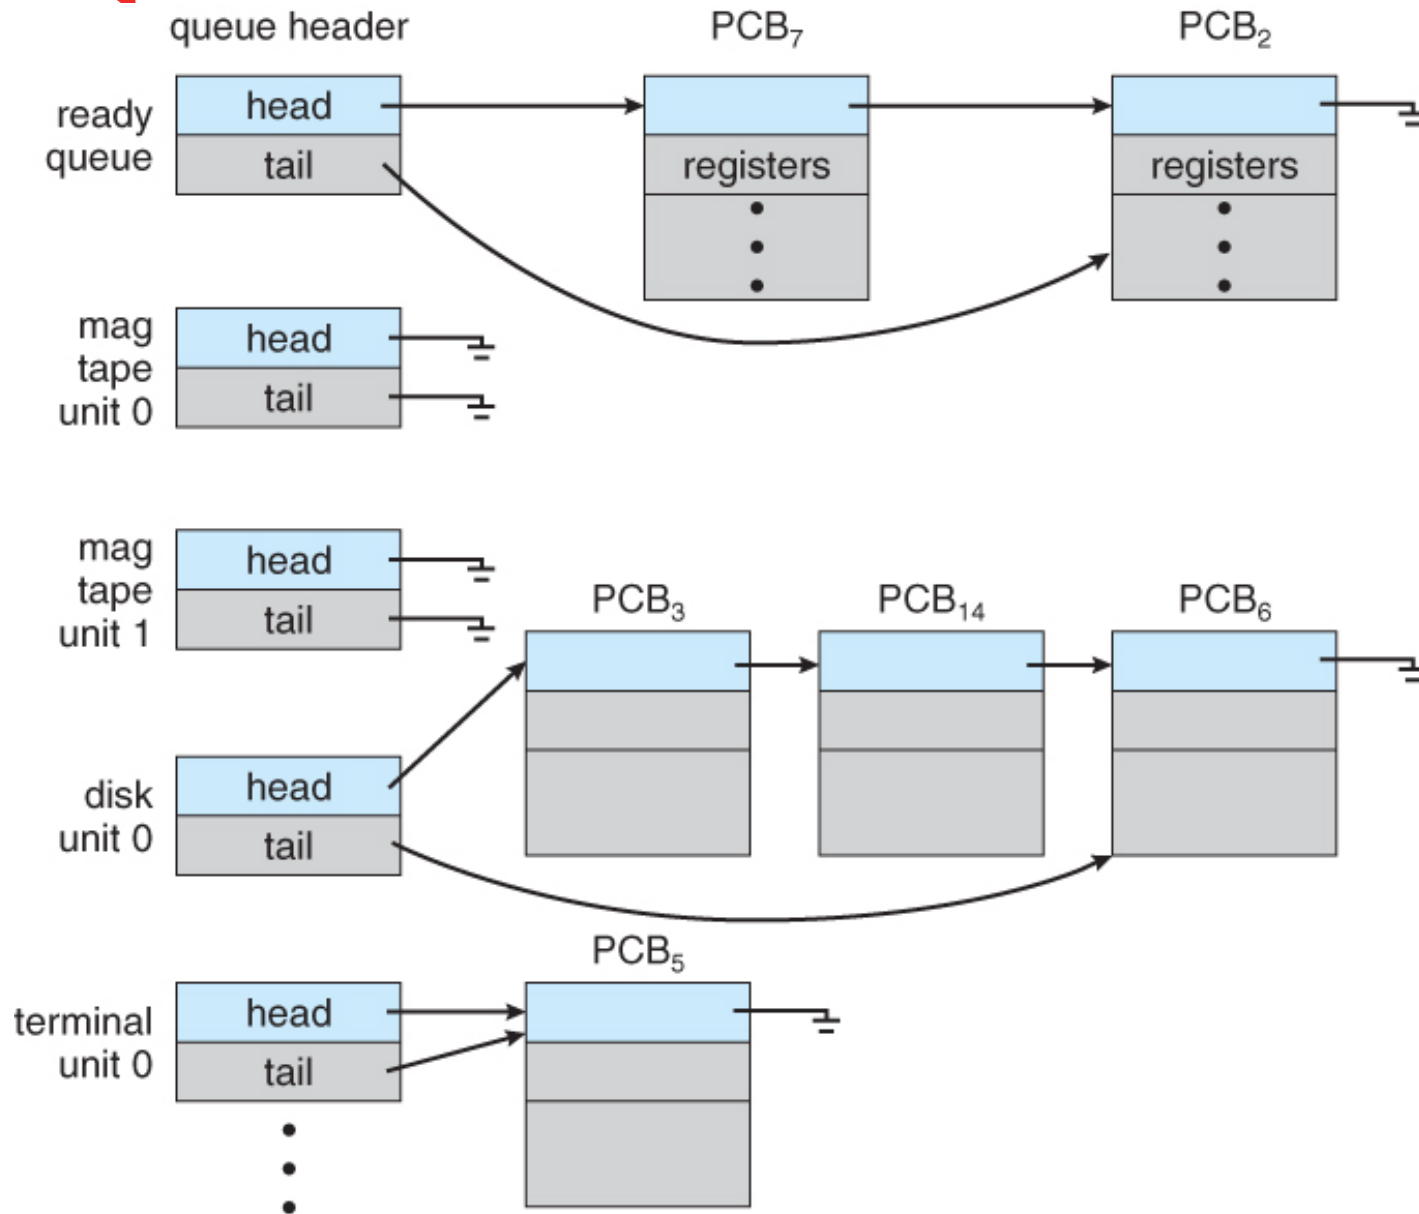 queue header
PCB₇
PCB₂
ready
queue
head
tail
registers
registers
mag
tape
unit 0
head
tail
mag
tape
unit 1
head
tail
PCB₃
PCB₁₄
PCB₆
disk
unit 0
head
tail
PCB₅
terminal
unit 0
head
tail